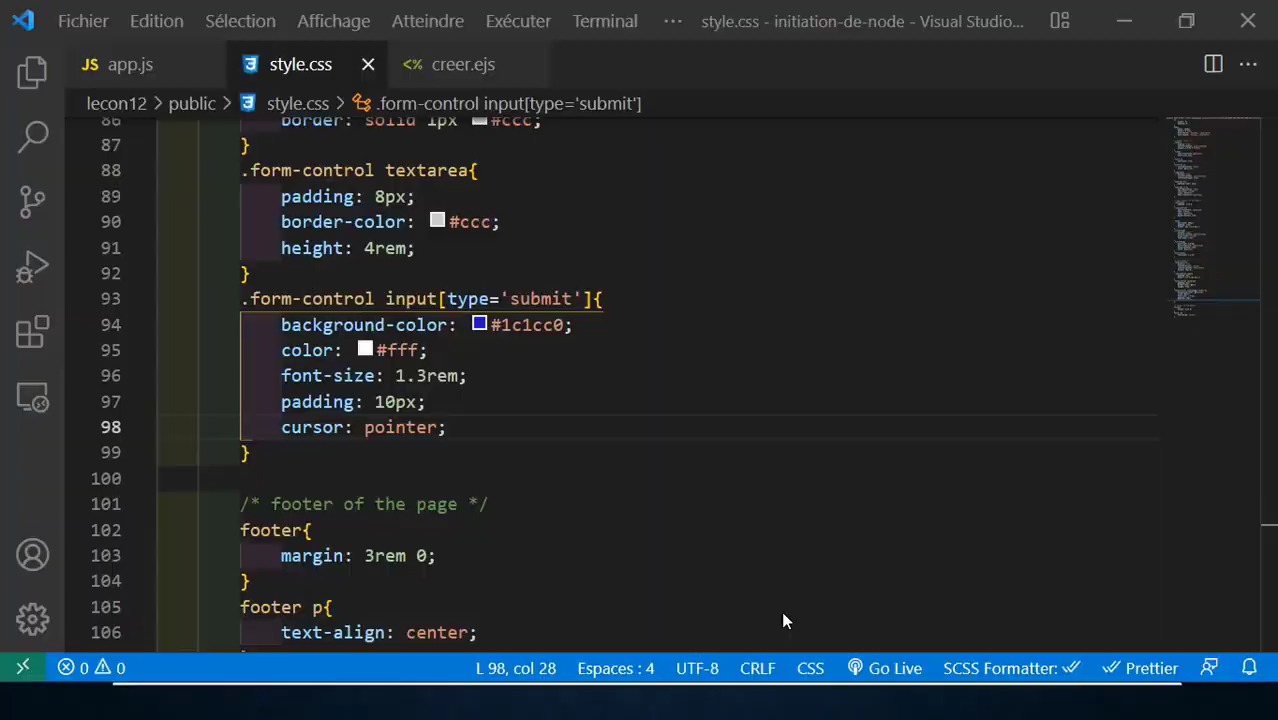 Fichier Edition Sélection Affichage Atteindre Exécuter Terminal ··· style.css - initiation-de-node - Visual Studio...
JS app.js style.css <% creer.ejs
lecon12 > public > style.css > .form-control input[type='submit']
86 border: solid 1px #ccc;
87 }
88 .form-control textarea{
89 padding: 8px;
90 border-color: #ccc;
91 height: 4rem;
92 }
93 .form-control input[type='submit']{
94 background-color: #1c1cc0;
95 color: #fff;
96 font-size: 1.3rem;
97 padding: 10px;
98 cursor: pointer;
99 }
100
101 /* footer of the page */
102 footer{
103 margin: 3rem 0;
104 }
105 footer p{
106 text-align: center;
0 0 L 98, col 28 Espaces : 4 UTF-8 CRLF CSS Go Live SCSS Formatter: Prettier